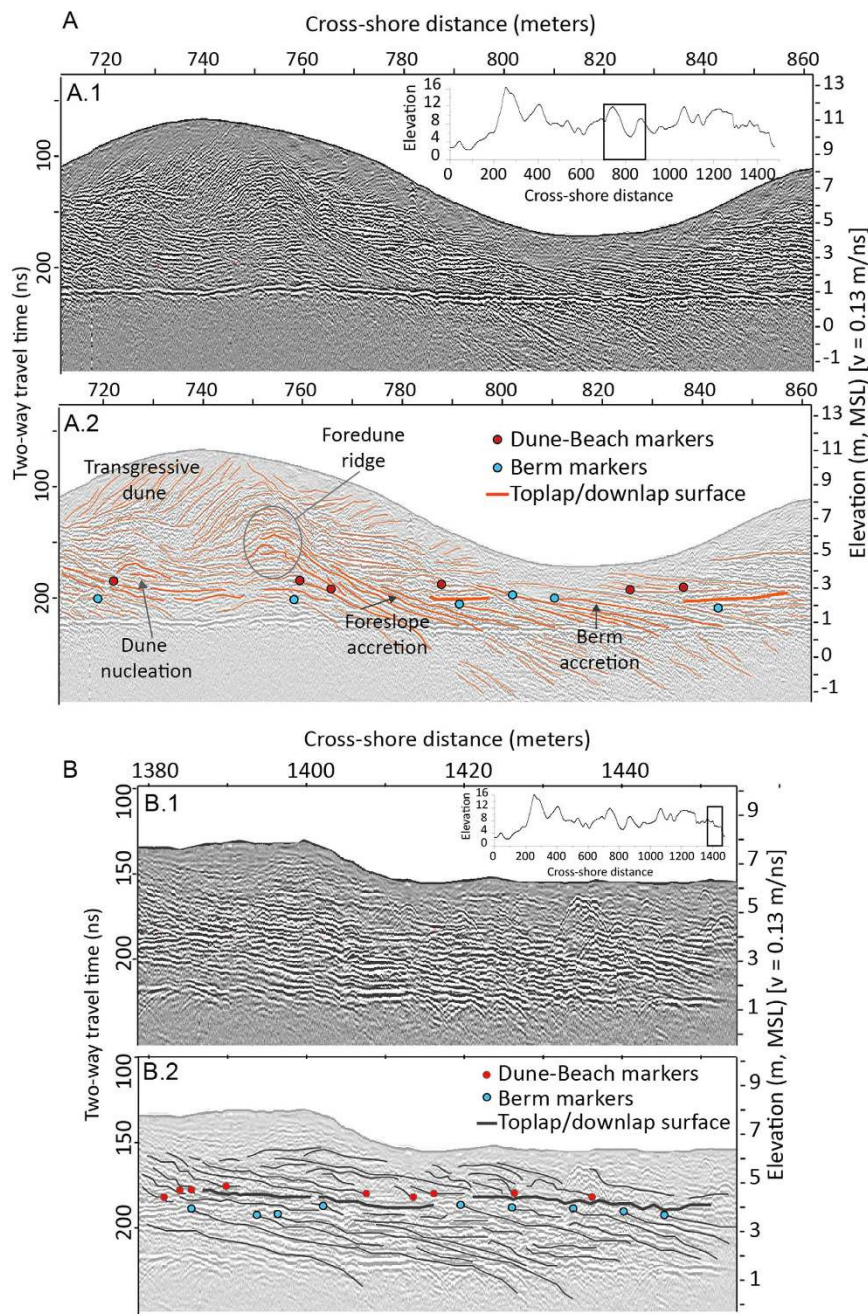 A
Cross-shore distance (meters)
720 740 760 780 800 820 840 860
A.1
Elevation
16
12
8
4
0
0 200 400 600 800 1000 1200 1400
Cross-shore distance
100
200
13
11
9
7
5
3
1
0
-1
Two-way travel time (ns)
Elevation (m, MSL) [v = 0.13 m/ns)
720 740 760 780 800 820 840 860
A.2
Foredune
ridge
Transgressive
dune
Dune-Beach markers
Berm markers
Toplap/downlap surface
100
200
Dune
nucleation
Foreslope
accretion
Berm
accretion
13
11
9
7
5
3
1
0
-1
B
Cross-shore distance (meters)
1380 1400 1420 1440
B.1
Elevation
16
12
8
4
0
0 200 400 600 800 1000 1200 1400
Cross-shore distance
100
150
200
9
7
5
3
1
Two-way travel time (ns)
Elevation (m, MSL) [v = 0.13 m/ns)
B.2
Dune-Beach markers
Berm markers
Toplap/downlap surface
100
150
200
9
7
5
3
1